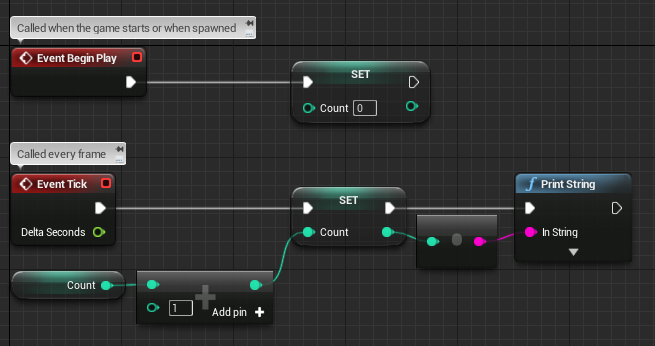 Called when the game starts or when spawned
Event Begin Play
SET
Count 0
Called every frame
Event Tick
SET
Print String
Delta Seconds
Count
In String
Count
1
Add pin